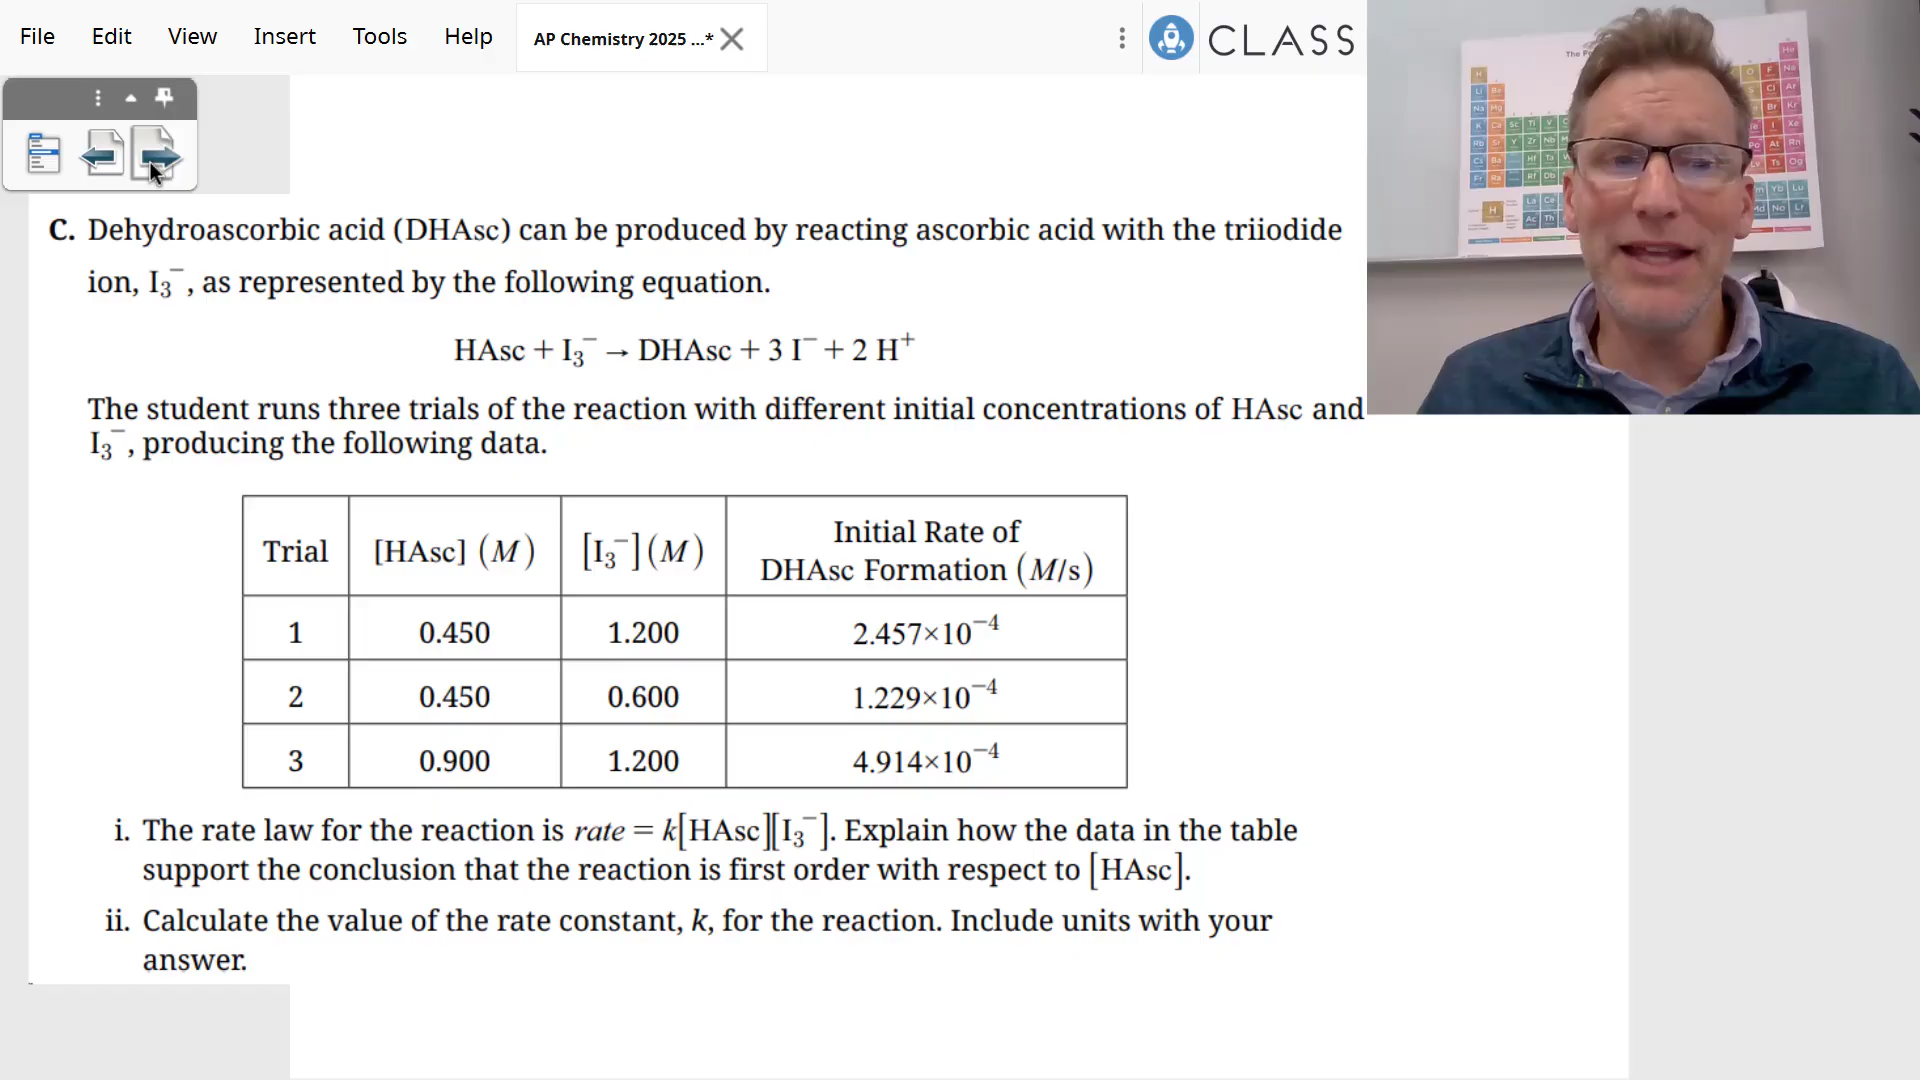 File Edit View Insert Tools Help AP Chemistry 2025 ...* CLASS
C. Dehydroascorbic acid (DHAsc) can be produced by reacting ascorbic acid with the triiodide
ion, I₃⁻, as represented by the following equation.
HAsc + I₃⁻ → DHAsc + 3 I⁻ + 2 H⁺
The student runs three trials of the reaction with different initial concentrations of HAsc and
I₃⁻, producing the following data.
Trial [HAsc] (M) [I₃⁻] (M) Initial Rate of DHAsc Formation (M/s)
1 0.450 1.200 2.457×10⁻⁴
2 0.450 0.600 1.229×10⁻⁴
3 0.900 1.200 4.914×10⁻⁴
i. The rate law for the reaction is rate = k[HAsc][I₃⁻]. Explain how the data in the table
support the conclusion that the reaction is first order with respect to [HAsc].
ii. Calculate the value of the rate constant, k, for the reaction. Include units with your
answer.